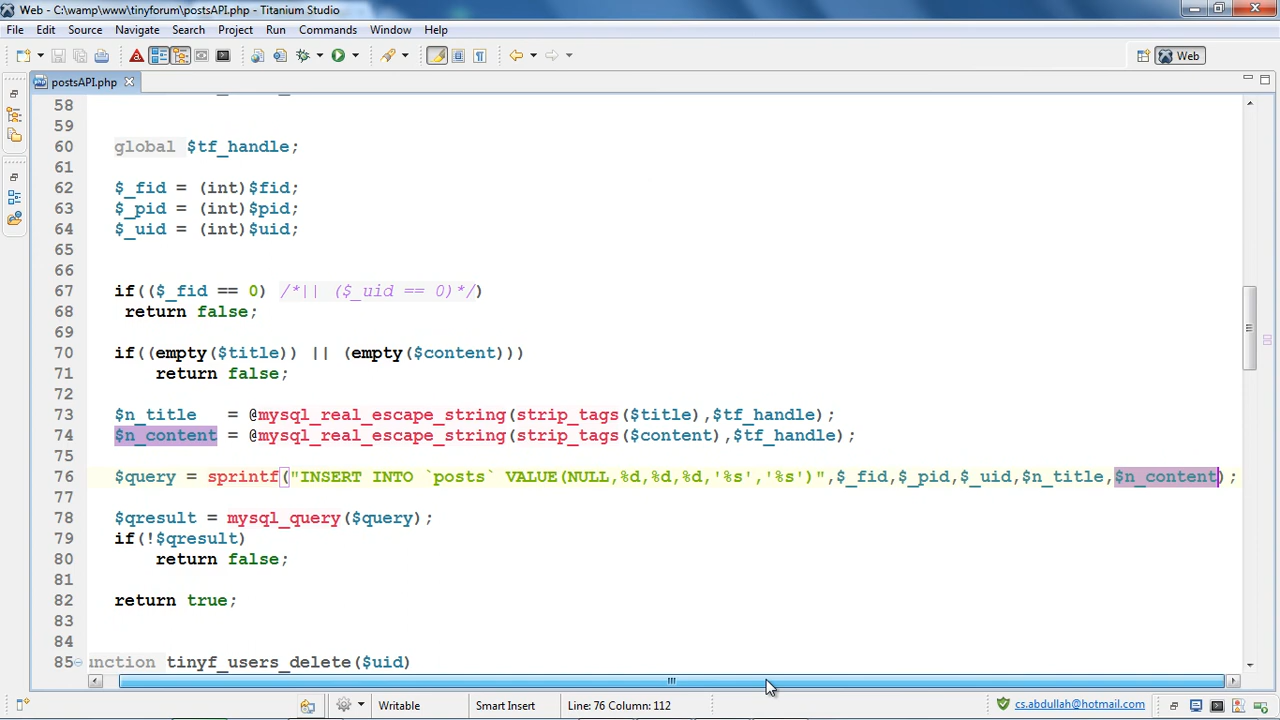 Web - C:\wamp\www\tinyforum\postsAPI.php - Titanium Studio
File Edit Source Navigate Search Project Run Commands Window Help
Web
postsAPI.php
58
59
60 global $tf_handle;
61
62 $_fid = (int)$fid;
63 $_pid = (int)$pid;
64 $_uid = (int)$uid;
65
66
67 if(($_fid == 0) /*|| ($_uid == 0)*/)
68 return false;
69
70 if((empty($title)) || (empty($content)))
71 return false;
72
73 $n_title = @mysql_real_escape_string(strip_tags($title),$tf_handle);
74 $n_content = @mysql_real_escape_string(strip_tags($content),$tf_handle);
75
76 $query = sprintf("INSERT INTO `posts` VALUE(NULL,%d,%d,%d,'%s','%s')",$_fid,$_pid,$_uid,$n_title,$n_content);
77
78 $qresult = mysql_query($query);
79 if(!$qresult)
80 return false;
81
82 return true;
83
84
85 unction tinyf_users_delete($uid)
Writable Smart Insert Line: 76 Column: 112 cs.abdullah@hotmail.com